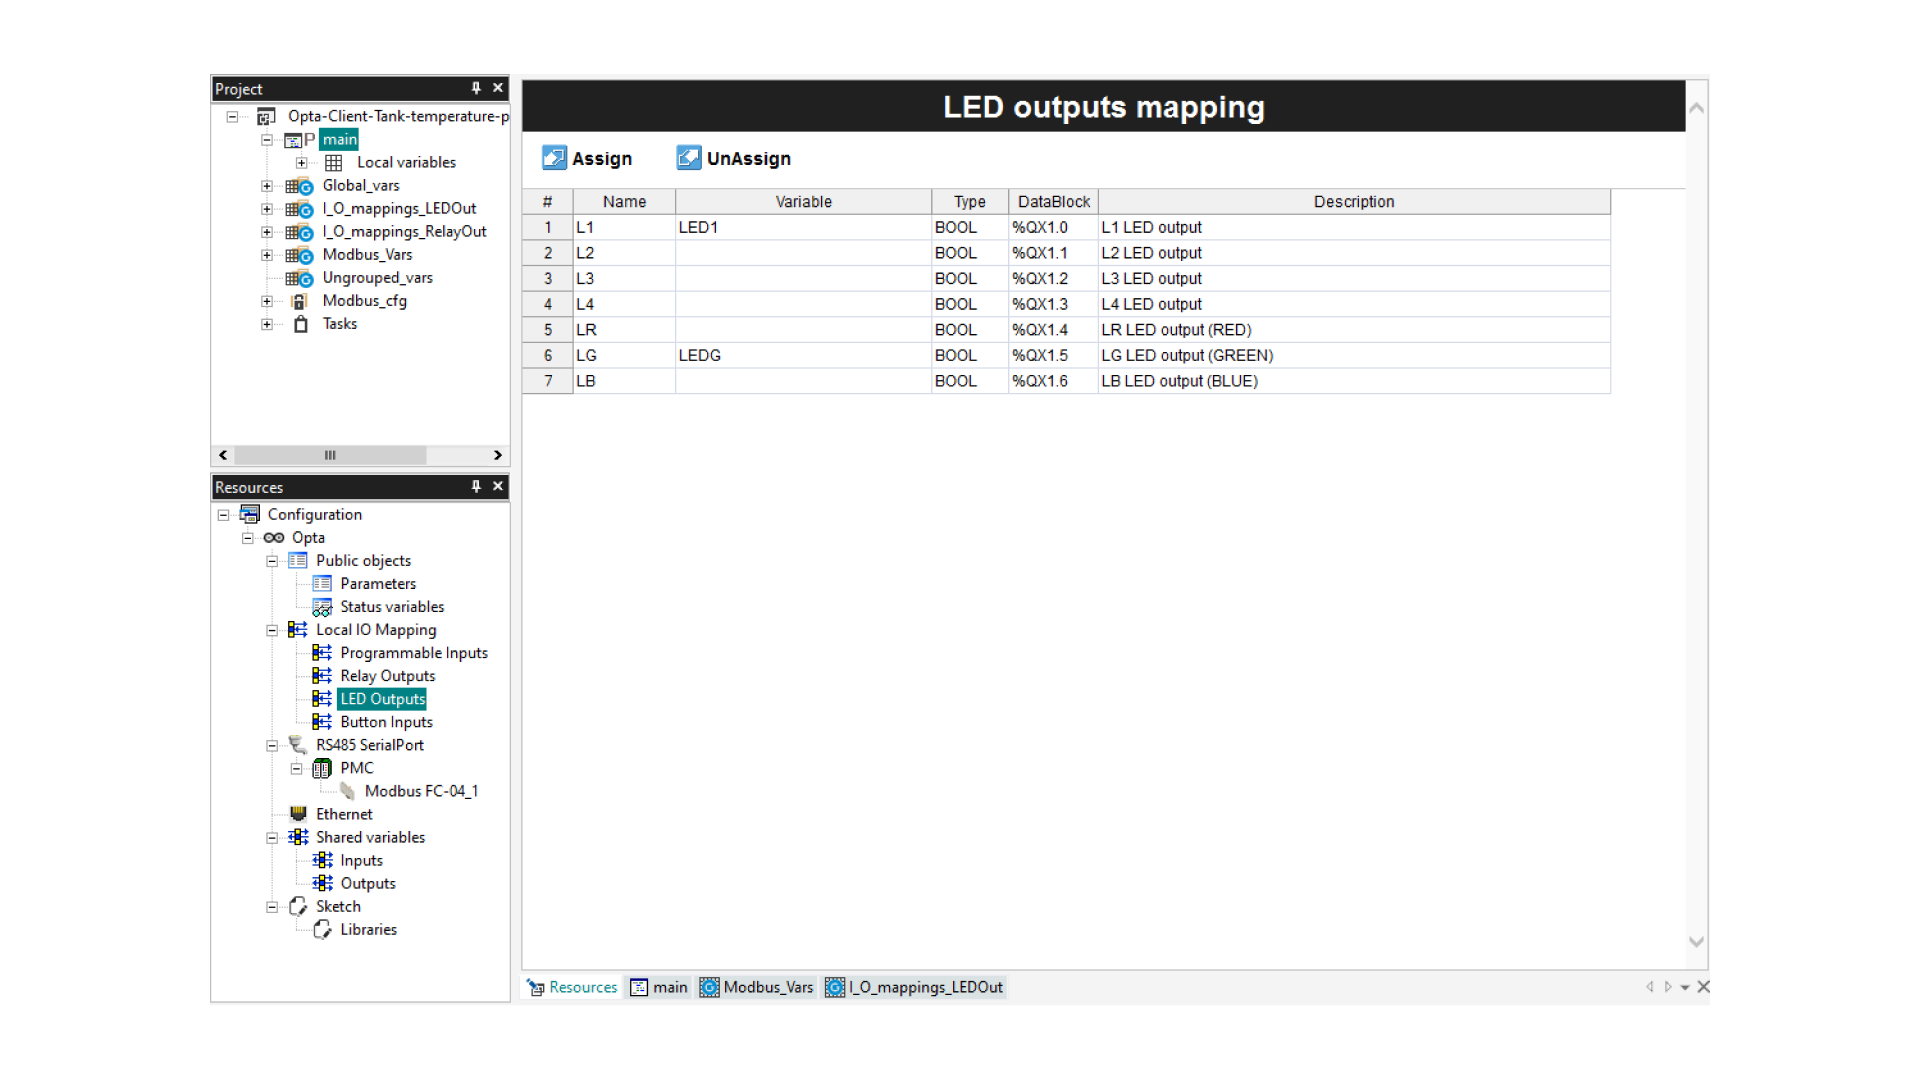 Project
Opta-Client-Tank-temperature-p
P main
Local variables
Global_vars
I_O_mappings_LEDOut
I_O_mappings_RelayOut
Modbus_Vars
Ungrouped_vars
Modbus_cfg
Tasks
Resources
Configuration
Opta
Public objects
Parameters
Status variables
Local IO Mapping
Programmable Inputs
Relay Outputs
LED Outputs
Button Inputs
RS485 SerialPort
PMC
Modbus FC-04_1
Ethernet
Shared variables
Inputs
Outputs
Sketch
Libraries
LED outputs mapping
Assign UnAssign
# Name Variable Type DataBlock Description
1 L1 LED1 BOOL %QX1.0 L1 LED output
2 L2 BOOL %QX1.1 L2 LED output
3 L3 BOOL %QX1.2 L3 LED output
4 L4 BOOL %QX1.3 L4 LED output
5 LR BOOL %QX1.4 LR LED output (RED)
6 LG LEDG BOOL %QX1.5 LG LED output (GREEN)
7 LB BOOL %QX1.6 LB LED output (BLUE)
Resources main Modbus_Vars I_O_mappings_LEDOut